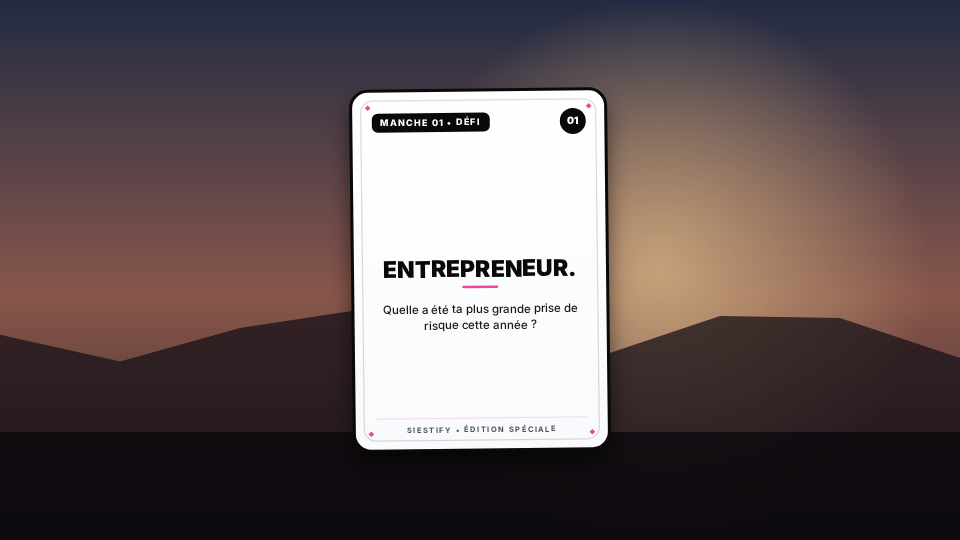 MANCHE 01 • DÉFI
01
ENTREPRENEUR.
Quelle a été ta plus grande prise de
risque cette année ?
SIESTIFY • ÉDITION SPÉCIALE